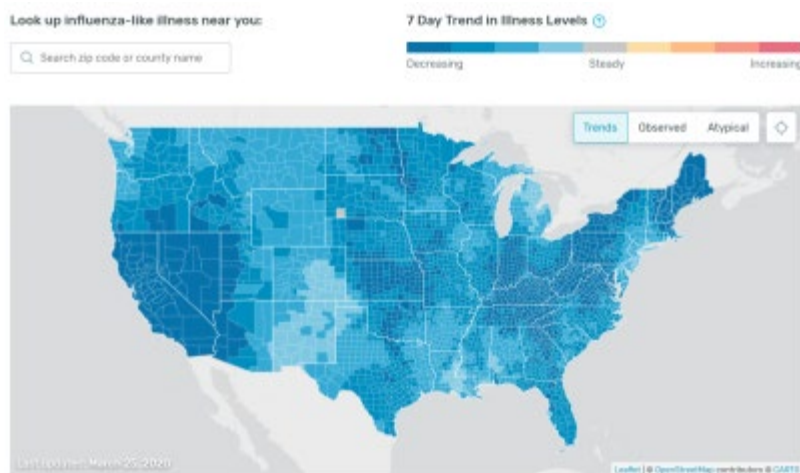 Look up influenza-like illness near you:
Search zip code or county name
7 Day Trend in Illness Levels ?
Decreasing
Steady
Increasing
Trends
Observed
Atypical
Last updated: March 25, 2020
Leaflet | © OpenStreetMap contributors © CARTO